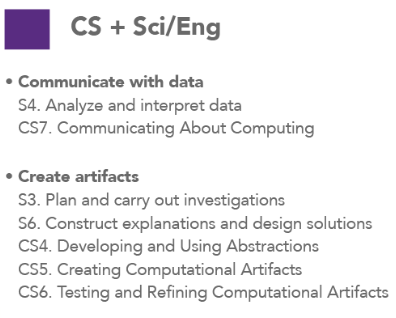 CS + Sci/Eng
• Communicate with data
S4. Analyze and interpret data
CS7. Communicating About Computing
• Create artifacts
S3. Plan and carry out investigations
S6. Construct explanations and design solutions
CS4. Developing and Using Abstractions
CS5. Creating Computational Artifacts
CS6. Testing and Refining Computational Artifacts